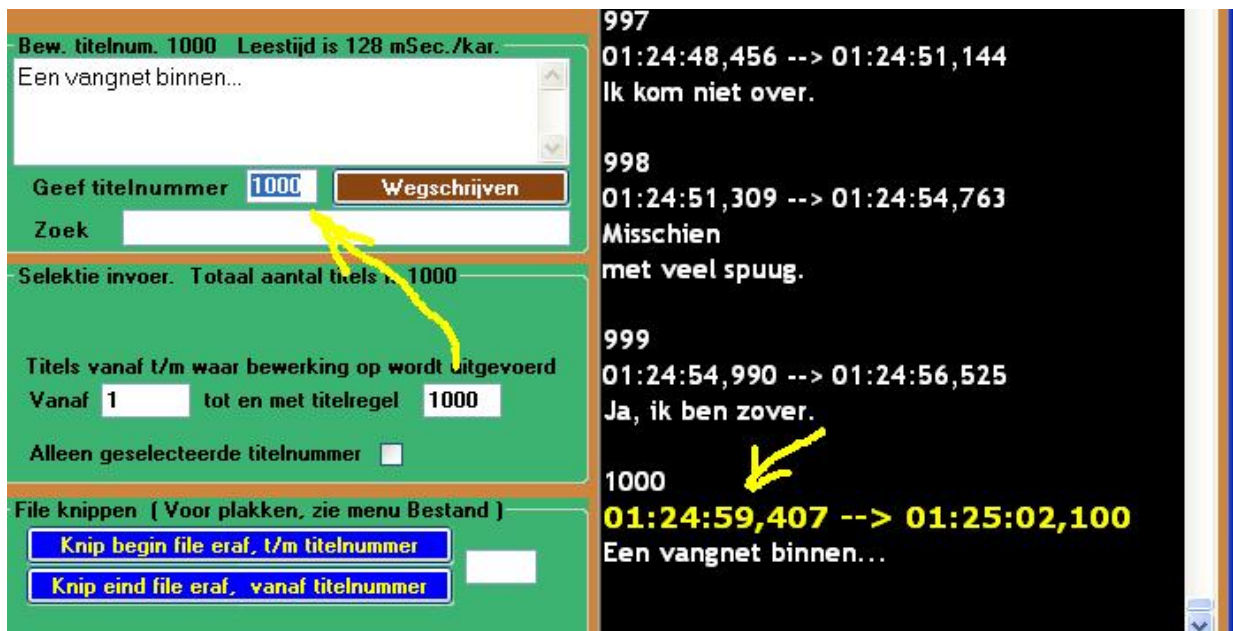 Bew. titelnum. 1000 Leestijd is 128 mSec./kar.
Een vangnet binnen...
Geef titelnummer 1000 Wegschrijven
Zoek
Selektie invoer. Totaal aantal titels is 1000
Titels vanaf t/m waar bewerking op wordt uitgevoerd
Vanaf 1 tot en met titelregel 1000
Alleen geselecteerde titelnummer
File knippen ( Voor plakken, zie menu Bestand )
Knip begin file eraf, t/m titelnummer
Knip eind file eraf, vanaf titelnummer
997
01:24:48,456 --> 01:24:51,144
Ik kom niet over.
998
01:24:51,309 --> 01:24:54,763
Misschien
met veel spuug.
999
01:24:54,990 --> 01:24:56,525
Ja, ik ben zover.
1000
01:24:59,407 --> 01:25:02,100
Een vangnet binnen...